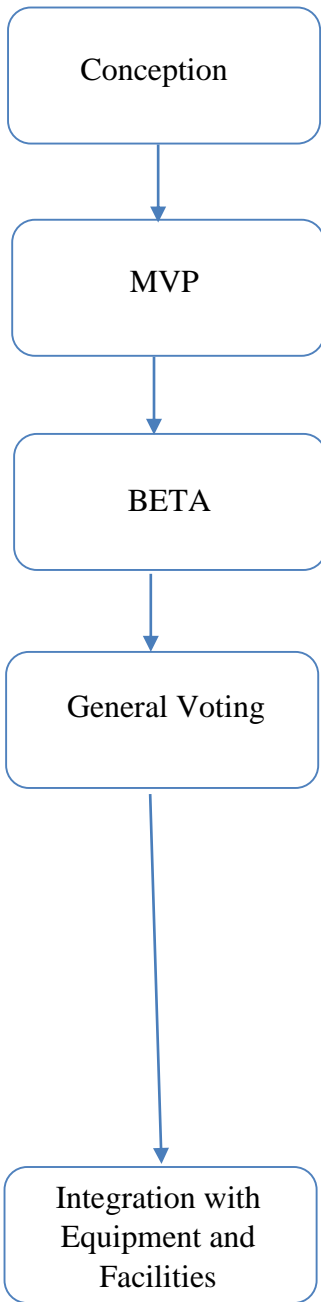 Conception
MVP
BETA
General Voting
Integration with
Equipment and
Facilities